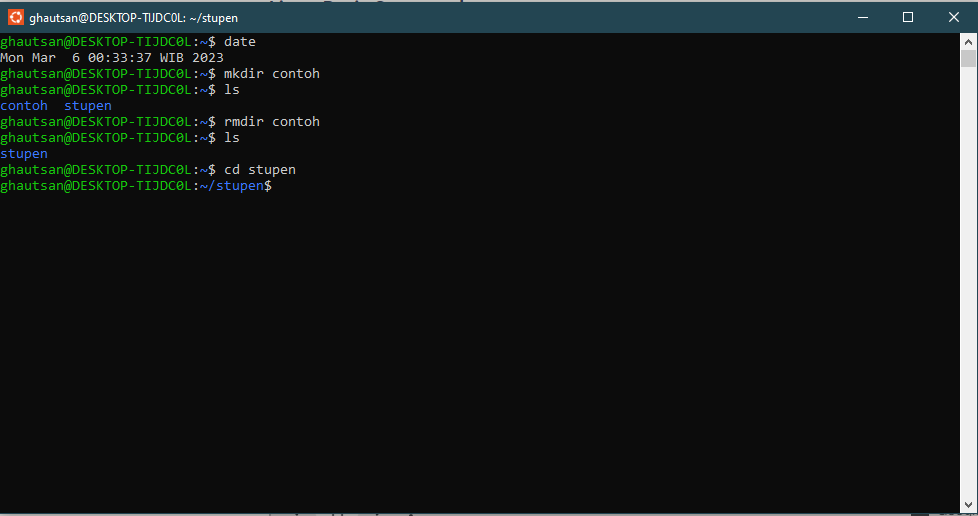 ghautsan@DESKTOP-TIJDC0L: ~/stupen
ghautsan@DESKTOP-TIJDC0L:~$ date
Mon Mar  6 00:33:37 WIB 2023
ghautsan@DESKTOP-TIJDC0L:~$ mkdir contoh
ghautsan@DESKTOP-TIJDC0L:~$ ls
contoh  stupen
ghautsan@DESKTOP-TIJDC0L:~$ rmdir contoh
ghautsan@DESKTOP-TIJDC0L:~$ ls
stupen
ghautsan@DESKTOP-TIJDC0L:~$ cd stupen
ghautsan@DESKTOP-TIJDC0L:~/stupen$